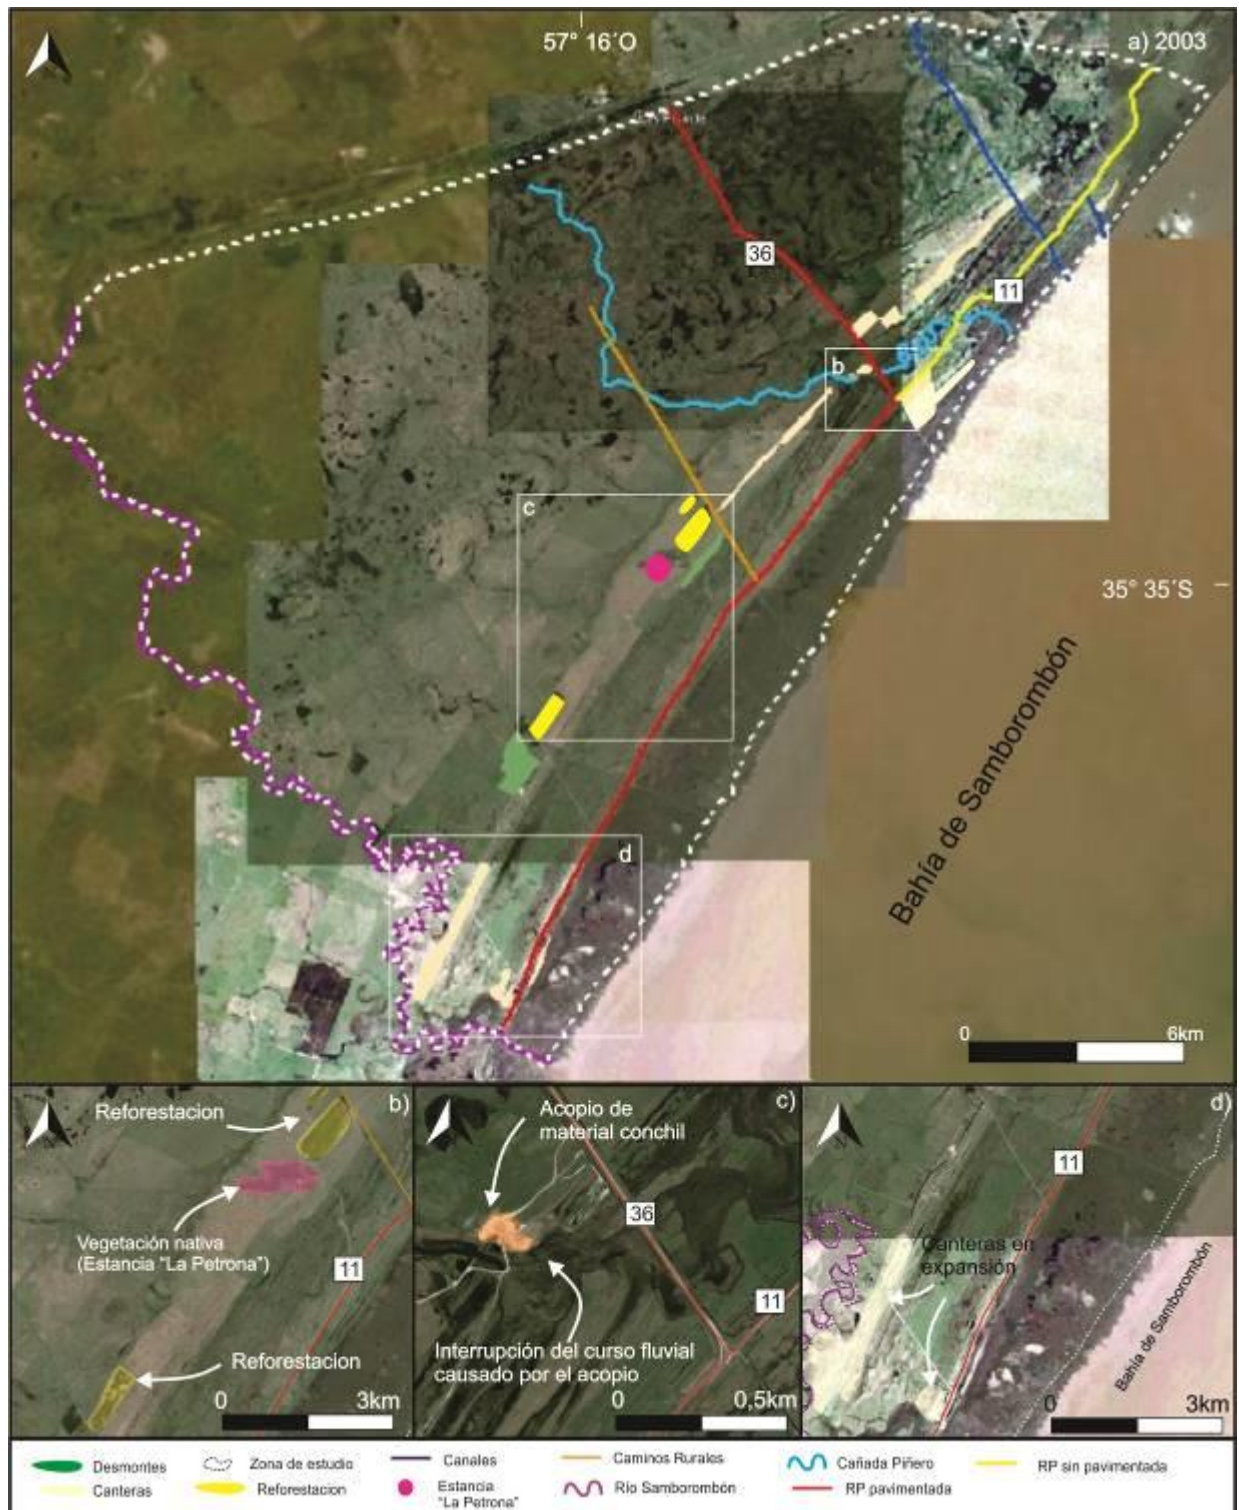 57° 16´O
a) 2003
36
11
b
c
35° 35´S
Bahía de Samborombón
d
0 6km
b)
Reforestacion
Vegetación nativa
(Estancia "La Petrona")
11
Reforestacion
0 3km
c)
Acopio de
material conchil
36
11
Interrupción del curso fluvial
causado por el acopio
0 0,5km
d)
11
Canteras en
expansión
Bahía de Samborombón
0 3km
Desmontes
Zona de estudio
Canales
Caminos Rurales
Cañada Piñero
RP sin pavimentada
Canteras
Reforestacion
Estancia
"La Petrona"
Río Samborombón
RP pavimentada